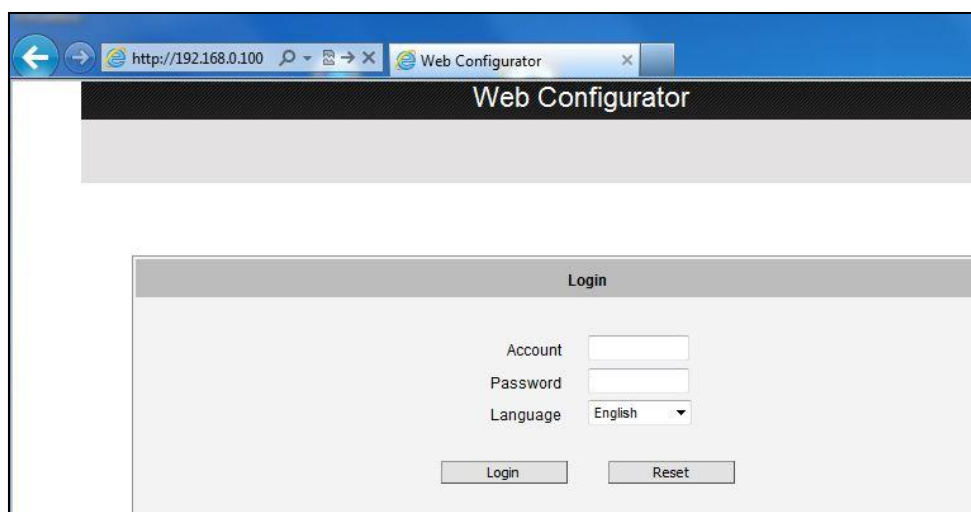 http://192.168.0.100 Web Configurator
Web Configurator
Login
Account
Password
Language English
Login Reset